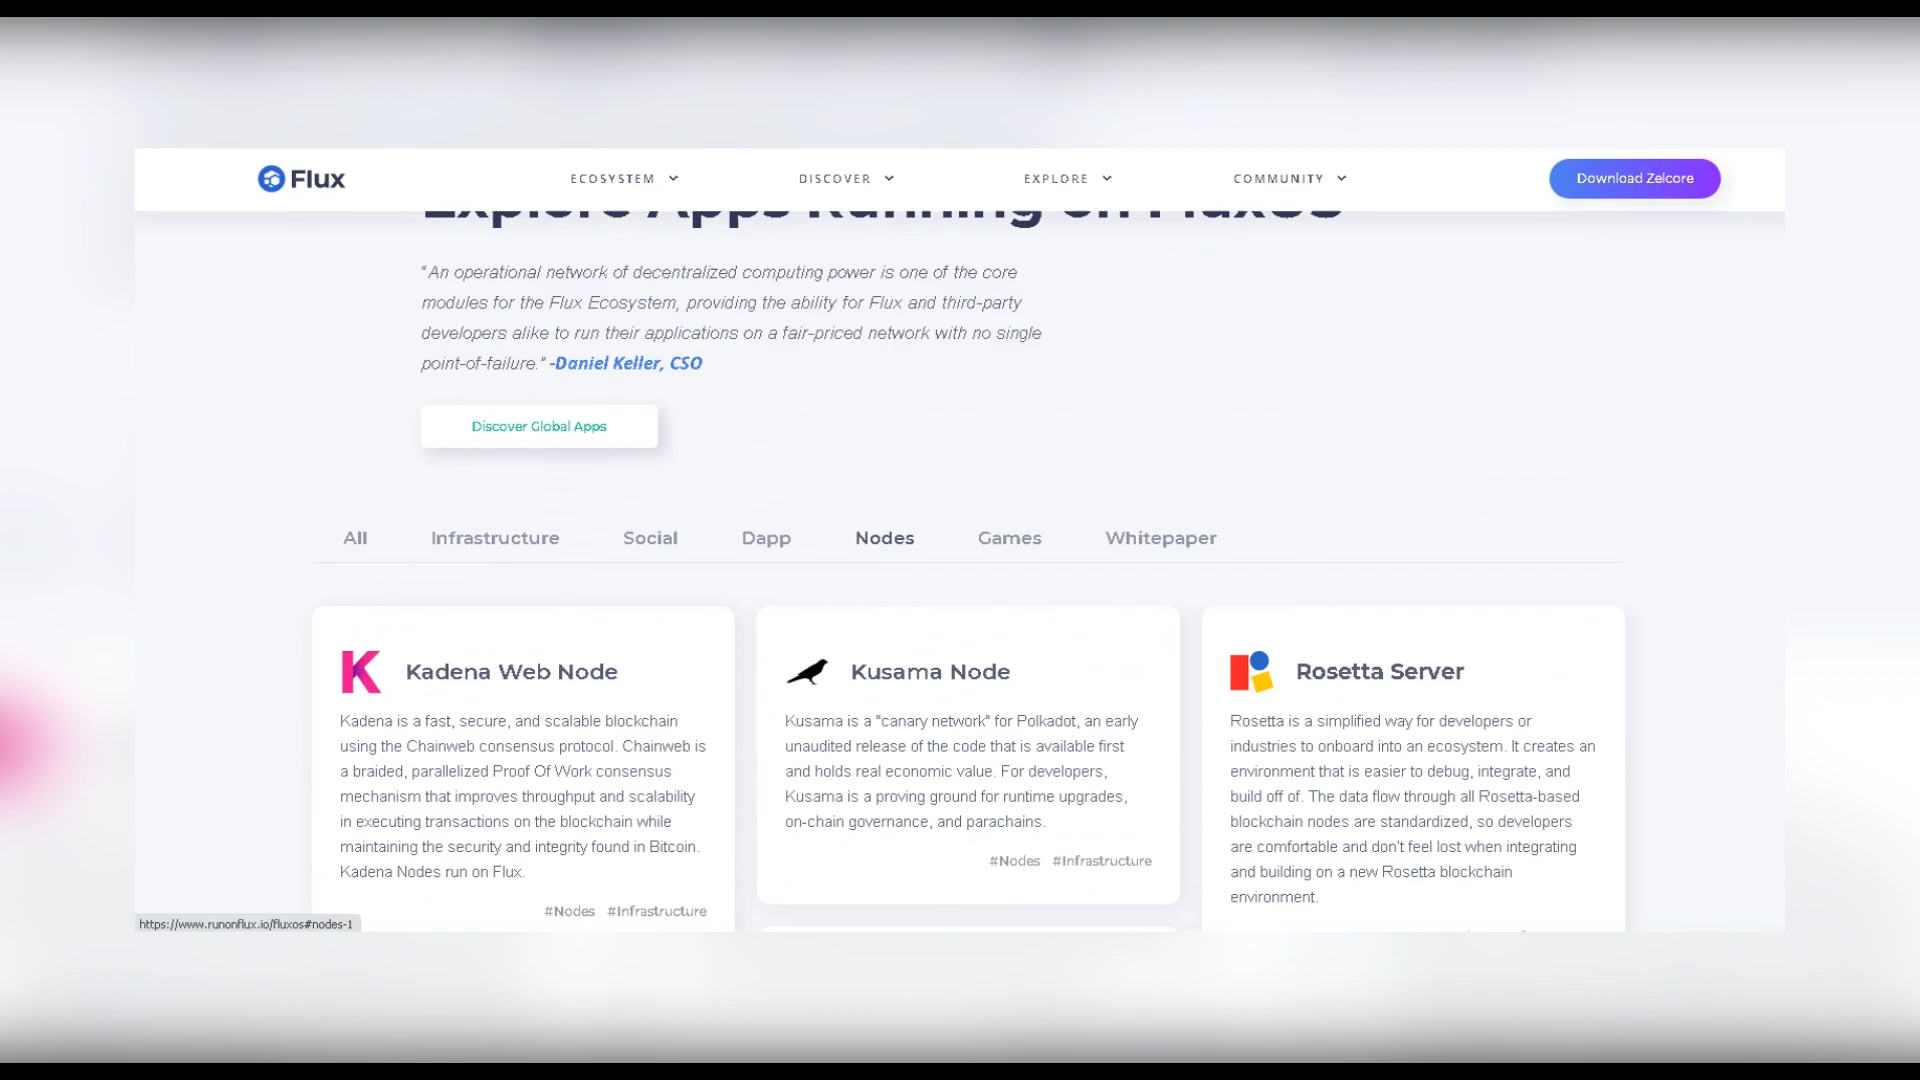 Flux
ECOSYSTEM
DISCOVER
EXPLORE
COMMUNITY
Download Zelcore
Explore Apps Running on FluxOS
"An operational network of decentralized computing power is one of the core
modules for the Flux Ecosystem, providing the ability for Flux and third-party
developers alike to run their applications on a fair-priced network with no single
point-of-failure." -Daniel Keller, CSO
Discover Global Apps
All
Infrastructure
Social
Dapp
Nodes
Games
Whitepaper
Kadena Web Node
Kadena is a fast, secure, and scalable blockchain
using the Chainweb consensus protocol. Chainweb is
a braided, parallelized Proof Of Work consensus
mechanism that improves throughput and scalability
in executing transactions on the blockchain while
maintaining the security and integrity found in Bitcoin.
Kadena Nodes run on Flux.
#Nodes #Infrastructure
Kusama Node
Kusama is a "canary network" for Polkadot, an early
unaudited release of the code that is available first
and holds real economic value. For developers,
Kusama is a proving ground for runtime upgrades,
on-chain governance, and parachains.
#Nodes #Infrastructure
Rosetta Server
Rosetta is a simplified way for developers or
industries to onboard into an ecosystem. It creates an
environment that is easier to debug, integrate, and
build off of. The data flow through all Rosetta-based
blockchain nodes are standardized, so developers
are comfortable and don't feel lost when integrating
and building on a new Rosetta blockchain
environment.
https://www.runonflux.io/fluxos#nodes-1